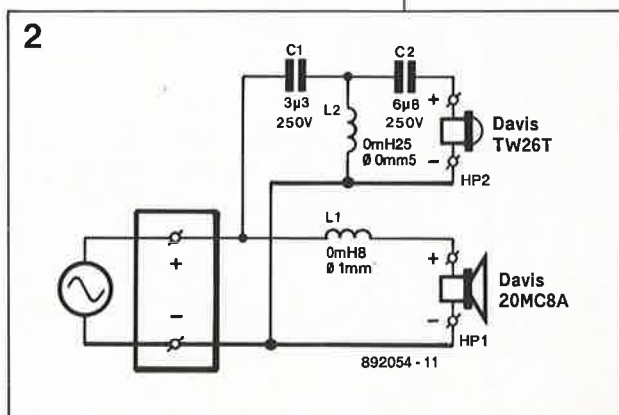 2
C1
3µ3
250V
C2
6µ8
250V
L2
0mH25
Ø 0mm5
+
−
Davis
TW26T
HP2
L1
0mH8
Ø 1mm
+
−
+
−
Davis
20MC8A
HP1
892054 - 11